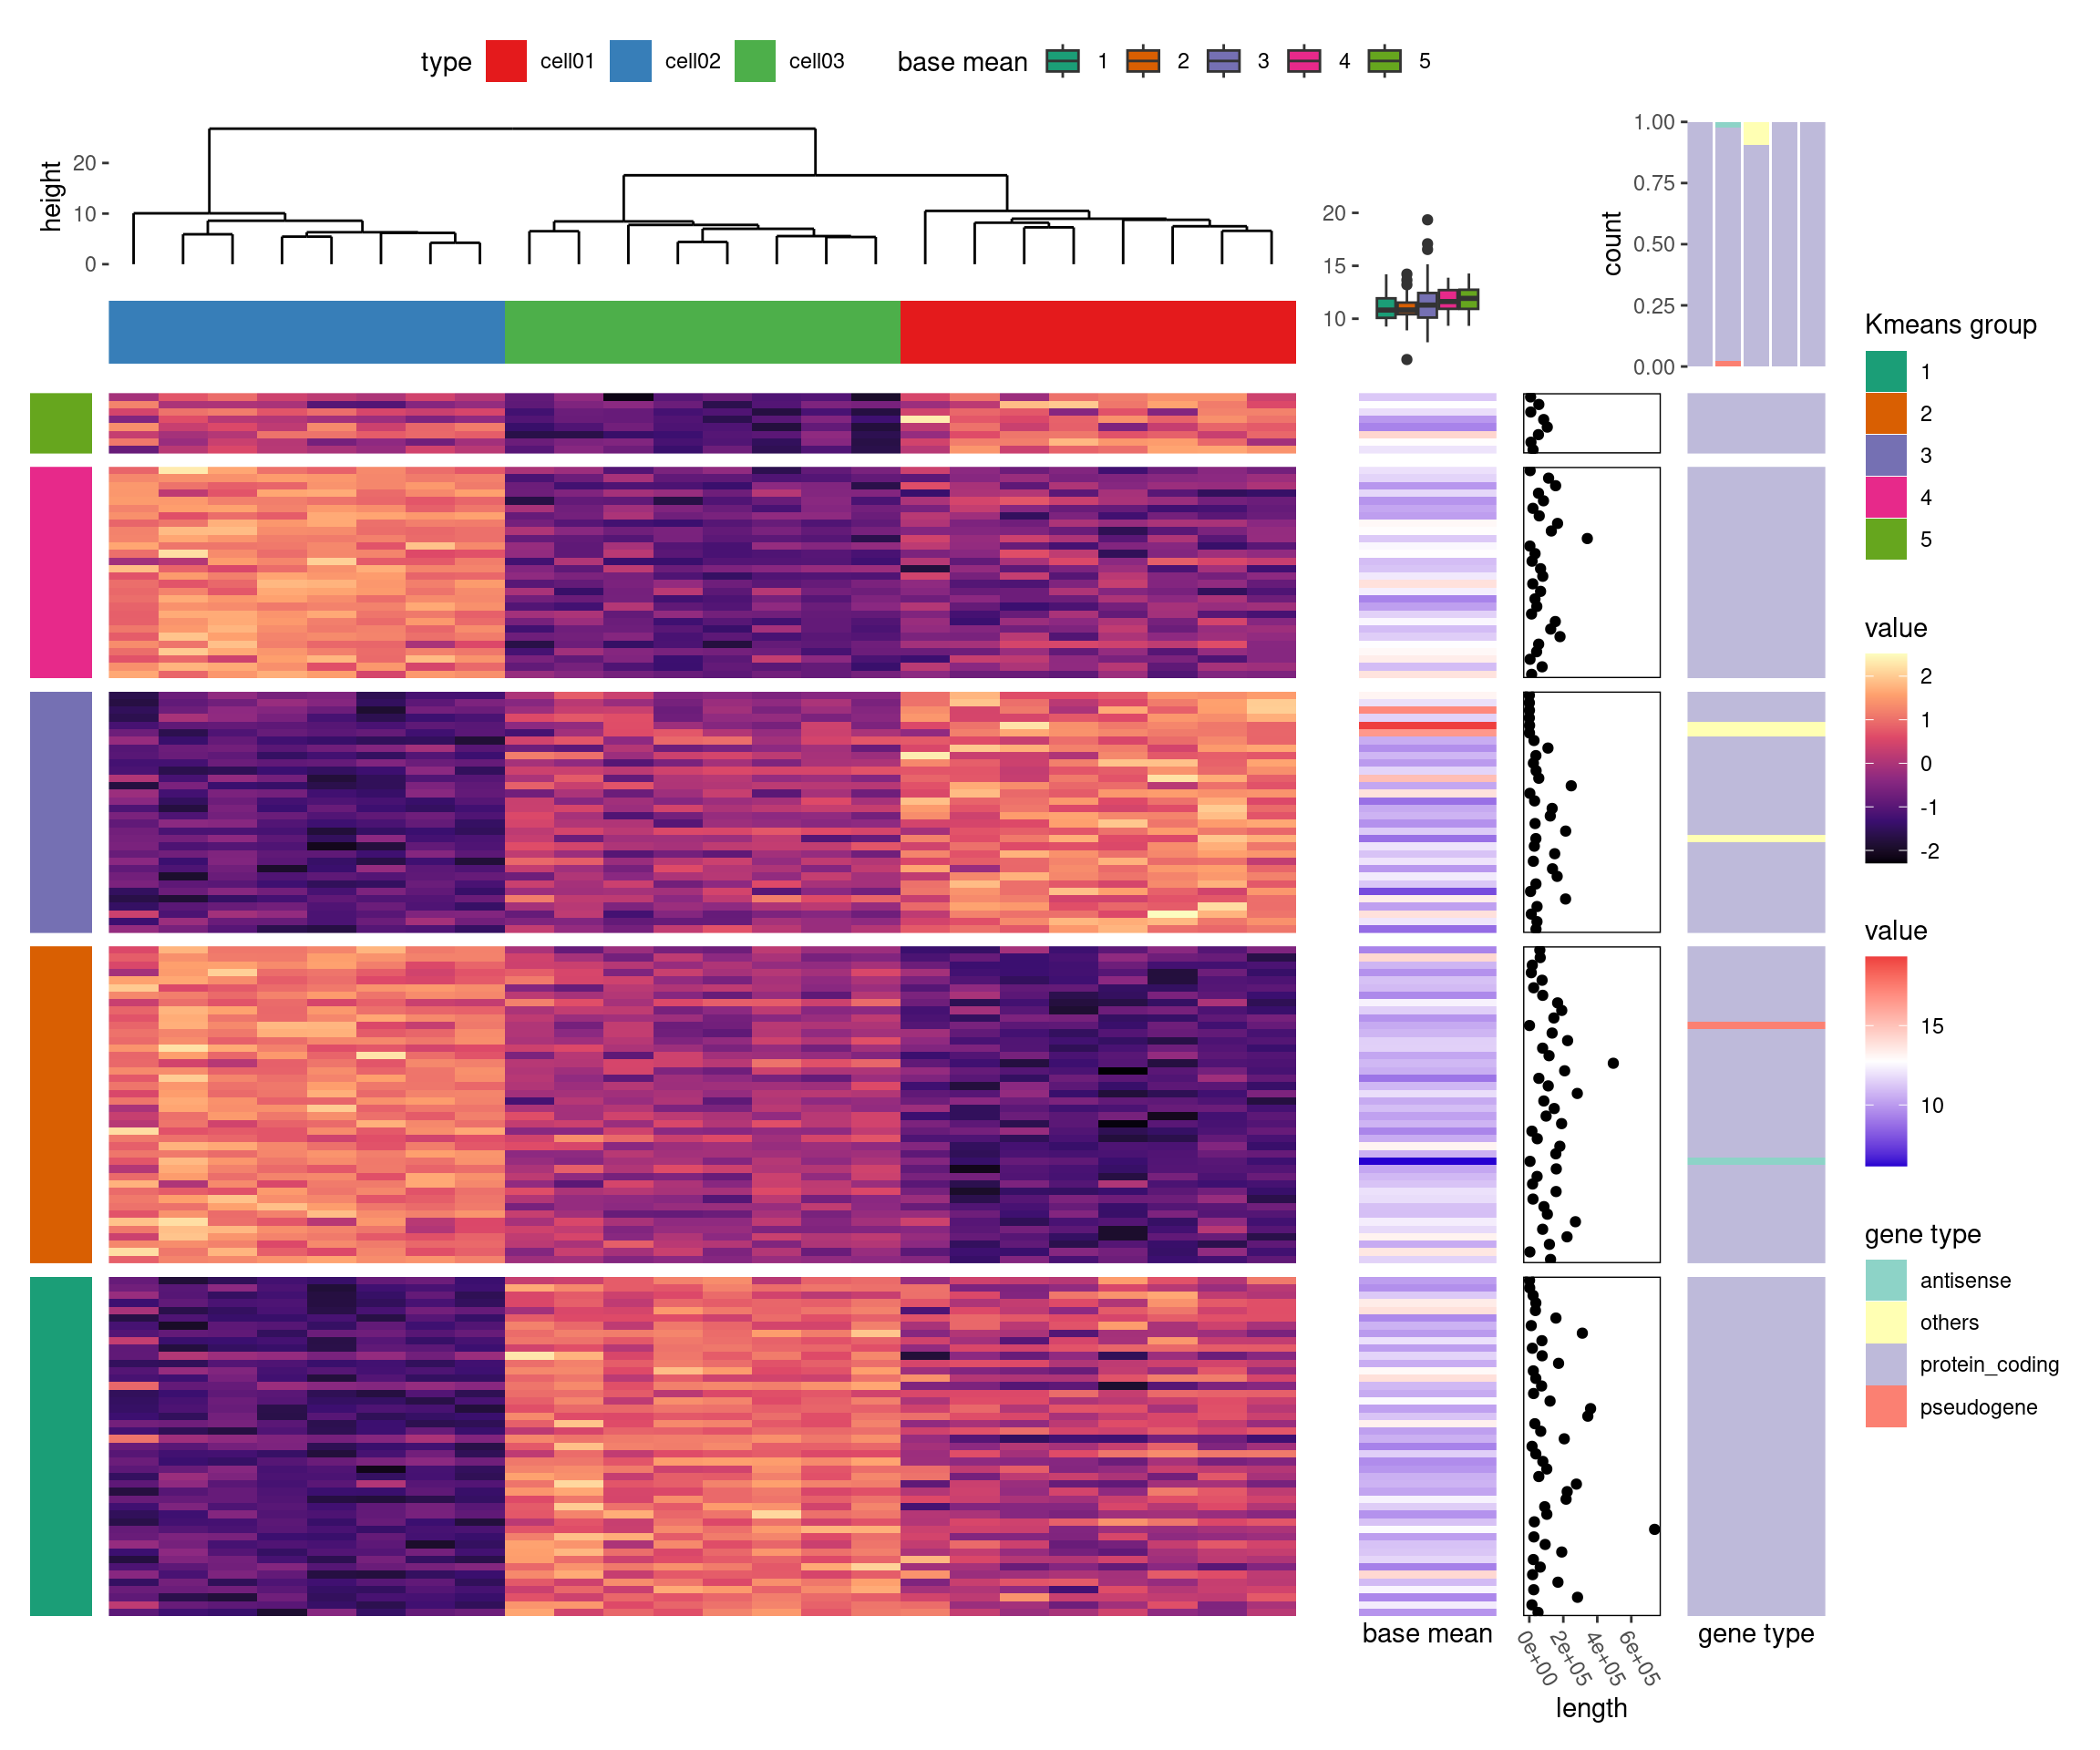 type cell01 cell02 cell03 base mean 1 2 3 4 5
height
20
10
0
20
15
10
count
1.00
0.75
0.50
0.25
0.00
Kmeans group
1
2
3
4
5
value
2
1
0
-1
-2
value
15
10
gene type
antisense
others
protein_coding
pseudogene
base mean
0e+00 2e+05 4e+05 6e+05
length
gene type